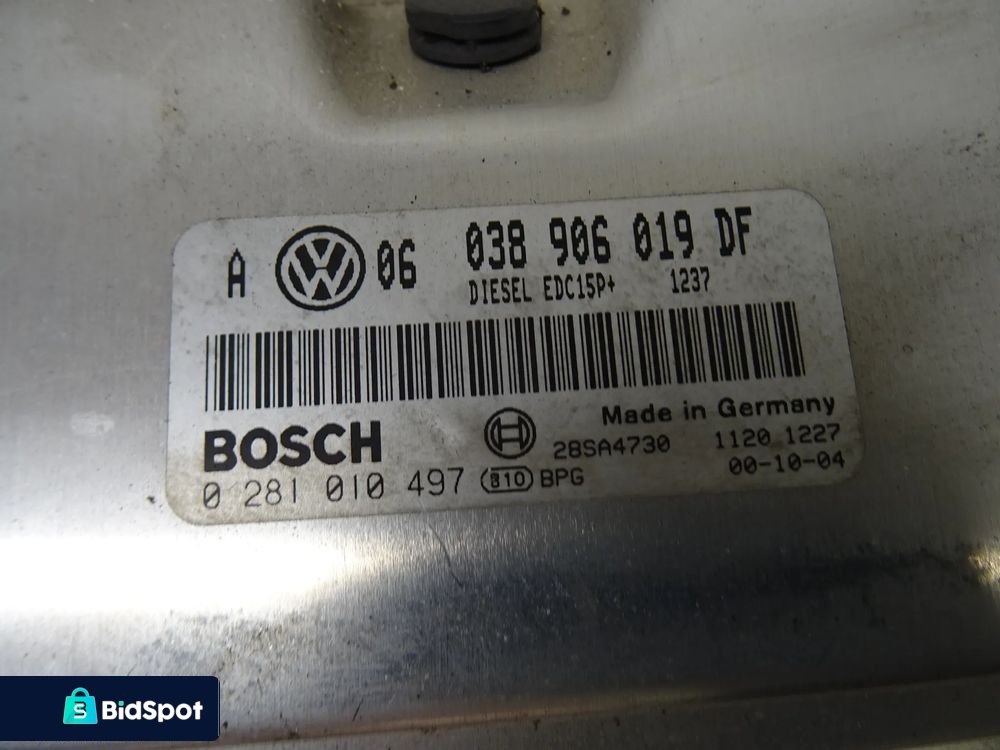 A VW 06 038 906 019 DF
DIESEL EDC15P+ 1237
BOSCH Made in Germany
28SA4730 1120 1227
0 281 010 497 810 BPG 00-10-04
BidSpot